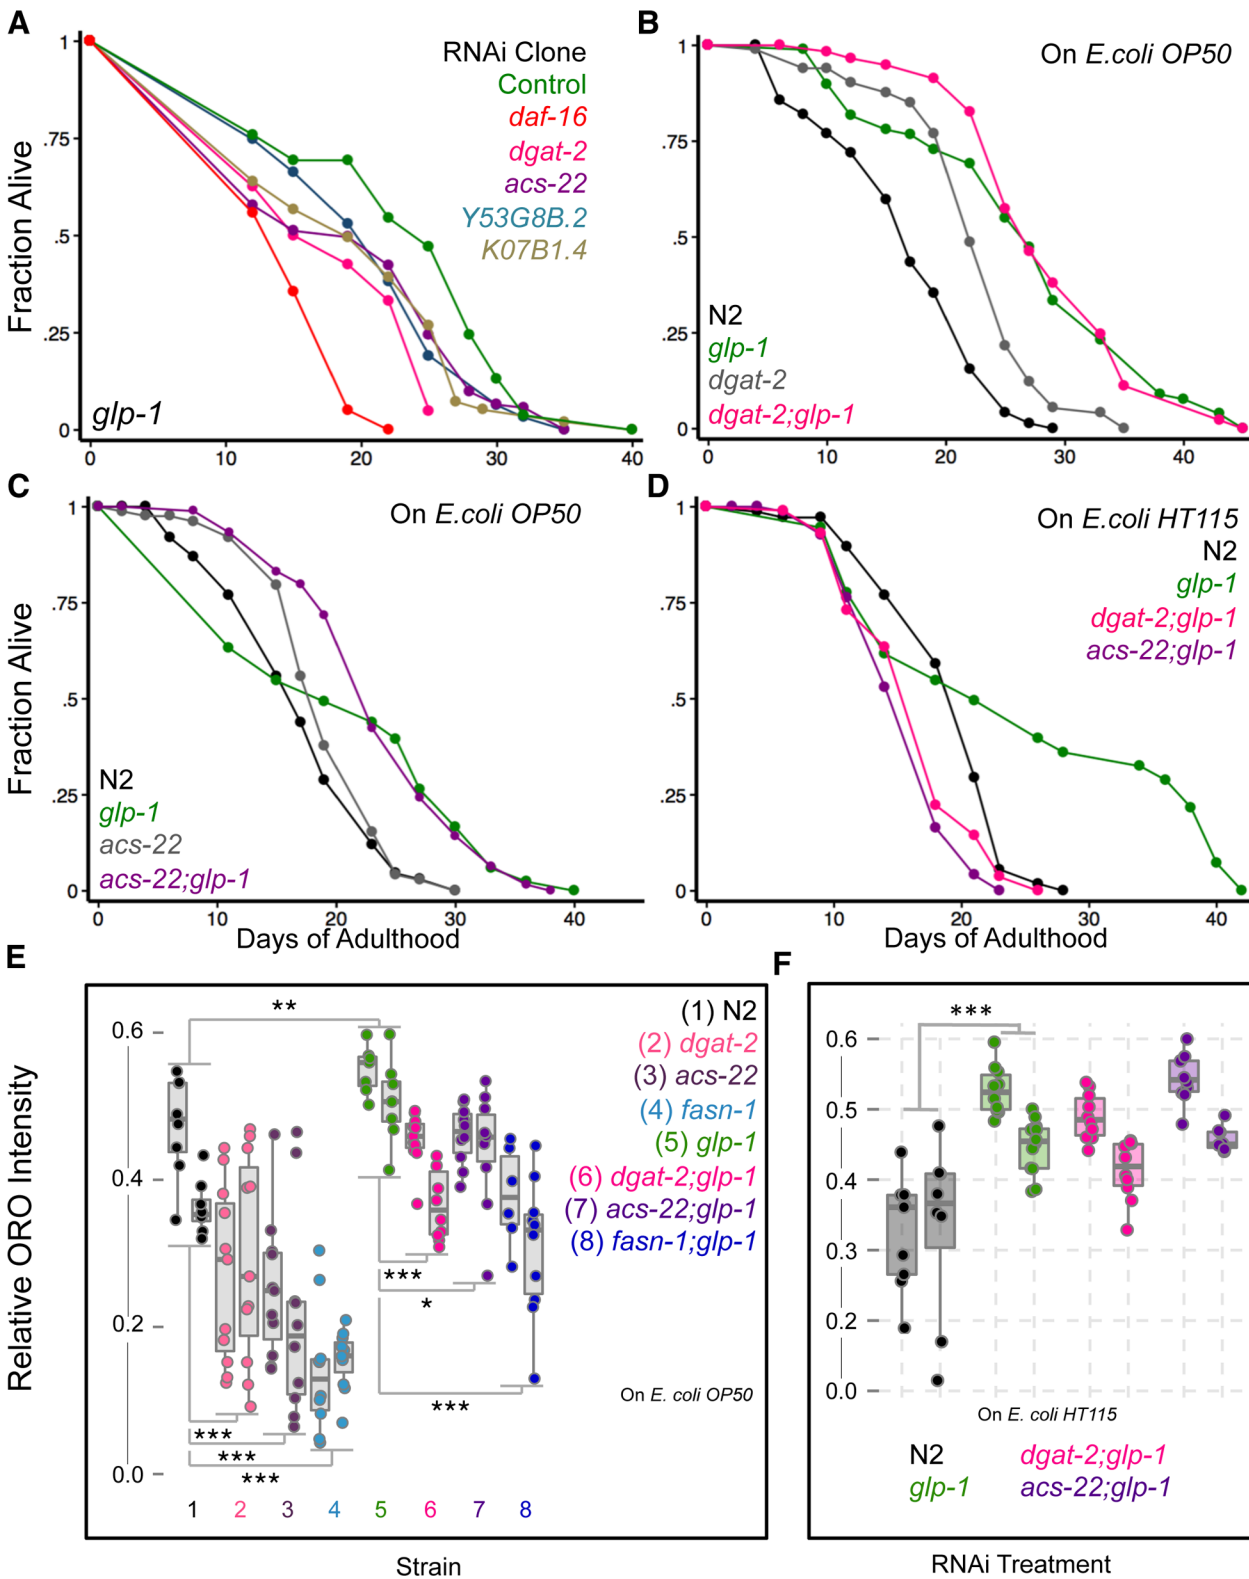 A
RNAi Clone
Control
daf-16
dgat-2
acs-22
Y53G8B.2
K07B1.4
glp-1
Fraction Alive
1
.75
.5
.25
0
0 10 20 30 40
B
On E.coli OP50
N2
glp-1
dgat-2
dgat-2;glp-1
1
.75
.5
.25
0
0 10 20 30 40
C
On E.coli OP50
N2
glp-1
acs-22
acs-22;glp-1
Fraction Alive
1
.75
.5
.25
0
0 10 20 30 40
Days of Adulthood
D
On E.coli HT115
N2
glp-1
dgat-2;glp-1
acs-22;glp-1
1
.75
.5
.25
0
0 10 20 30 40
Days of Adulthood
E
Relative ORO Intensity
0.6
0.4
0.2
0.0
**
(1) N2
(2) dgat-2
(3) acs-22
(4) fasn-1
(5) glp-1
(6) dgat-2;glp-1
(7) acs-22;glp-1
(8) fasn-1;glp-1
***
*
***
***
***
***
On E. coli OP50
1 2 3 4 5 6 7 8
Strain
F
***
0.6
0.5
0.4
0.3
0.2
0.0
On E. coli HT115
N2
glp-1
dgat-2;glp-1
acs-22;glp-1
RNAi Treatment